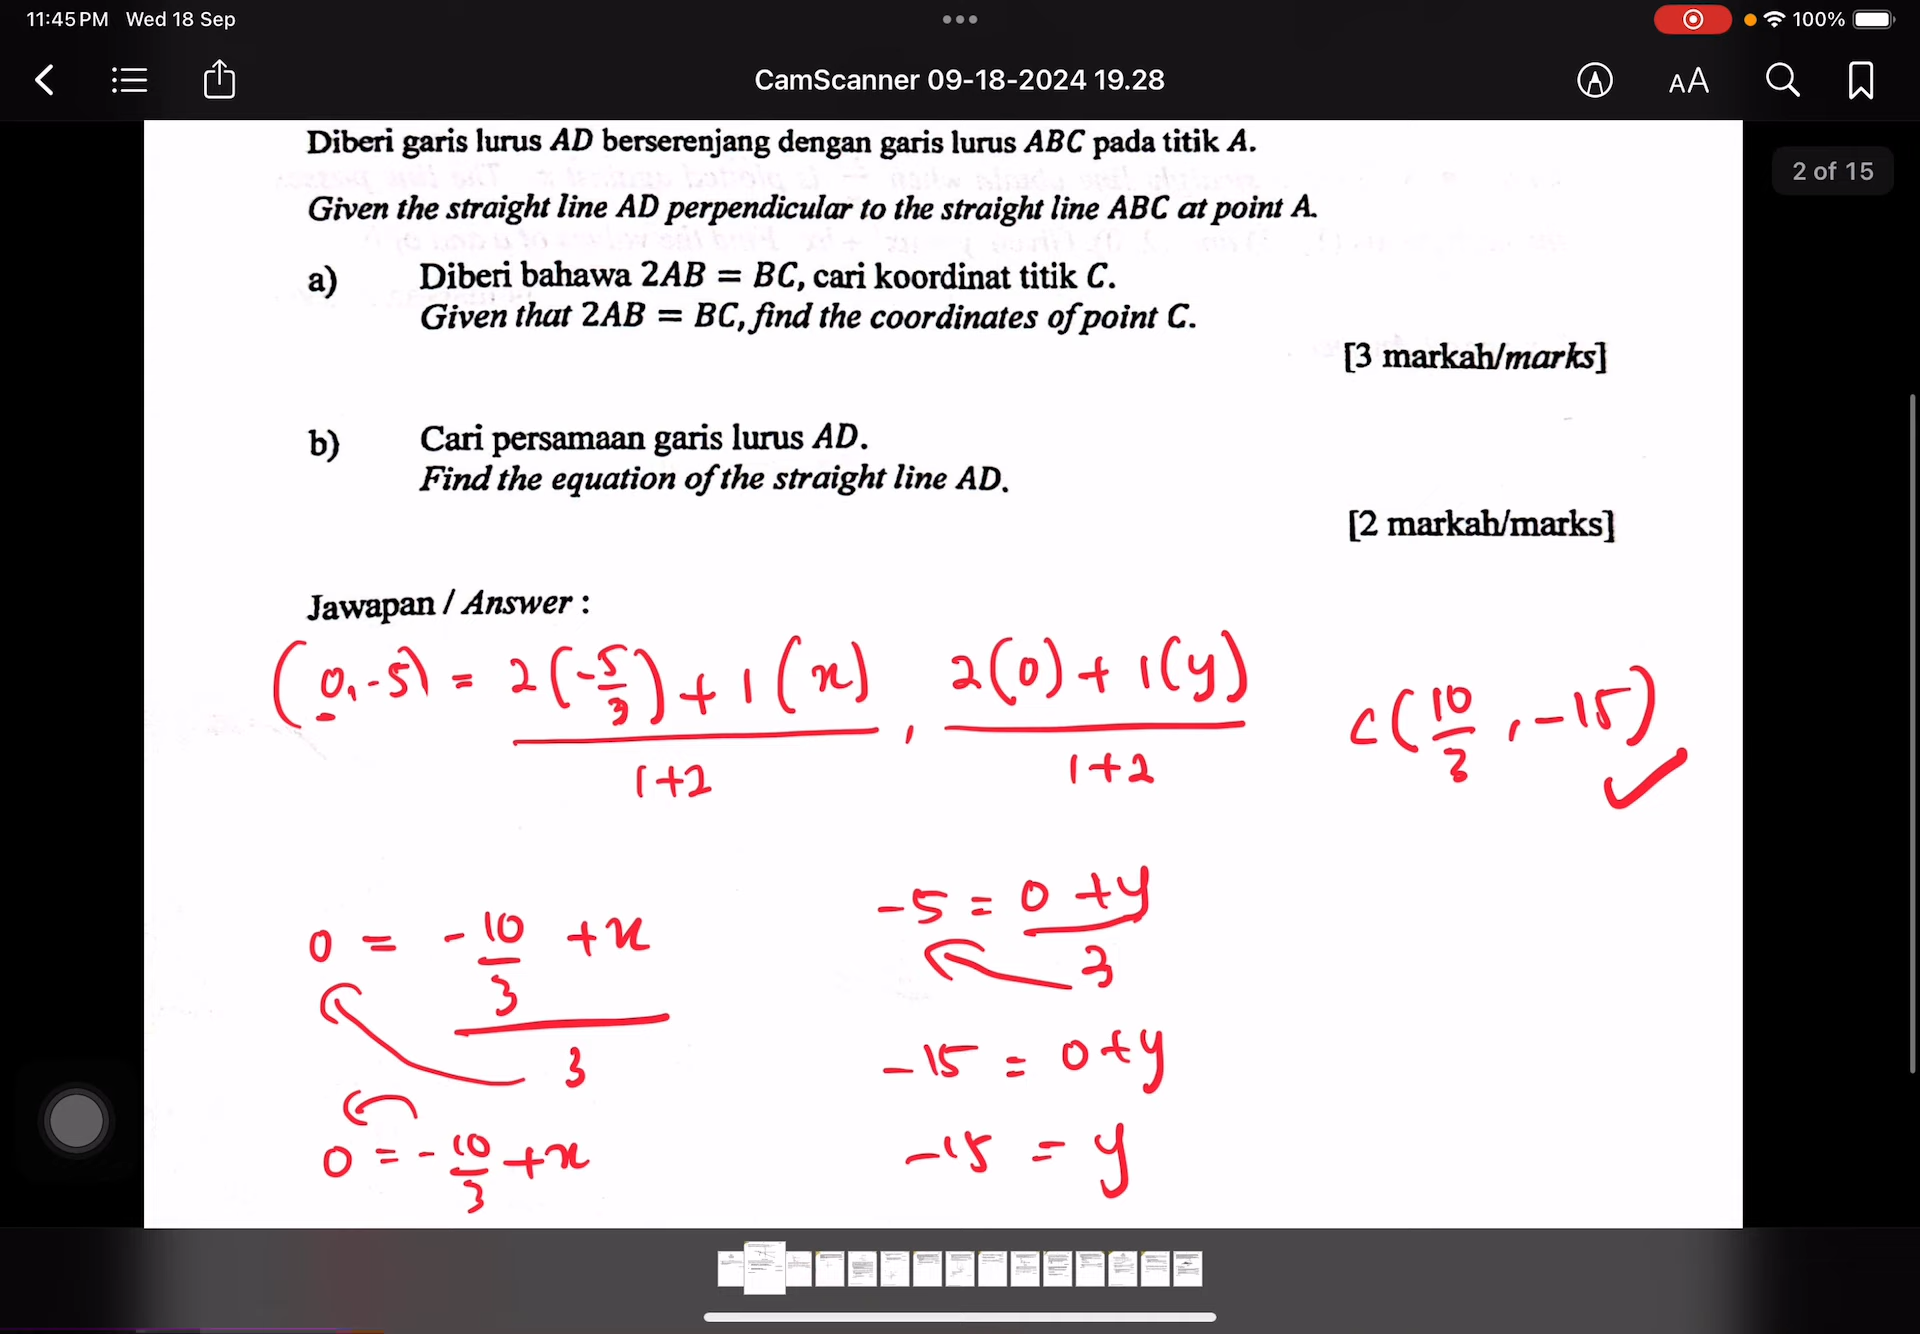 11:45 PM Wed 18 Sep
100%
CamScanner 09-18-2024 19.28
AA
2 of 15
Diberi garis lurus AD berserenjang dengan garis lurus ABC pada titik A.
Given the straight line AD perpendicular to the straight line ABC at point A.
a) Diberi bahawa 2AB = BC, cari koordinat titik C.
Given that 2AB = BC, find the coordinates of point C.
[3 markah/marks]
b) Cari persamaan garis lurus AD.
Find the equation of the straight line AD.
[2 markah/marks]
Jawapan / Answer :
(0,-5) = 2(-5/3) + 1(x) / 1+2 , 2(0) + 1(y) / 1+2
C(10/3, -15)
0 = -10/3 + x / 3
-5 = 0 + y / 3
-15 = 0 + y
0 = -10/3 + x
-15 = y